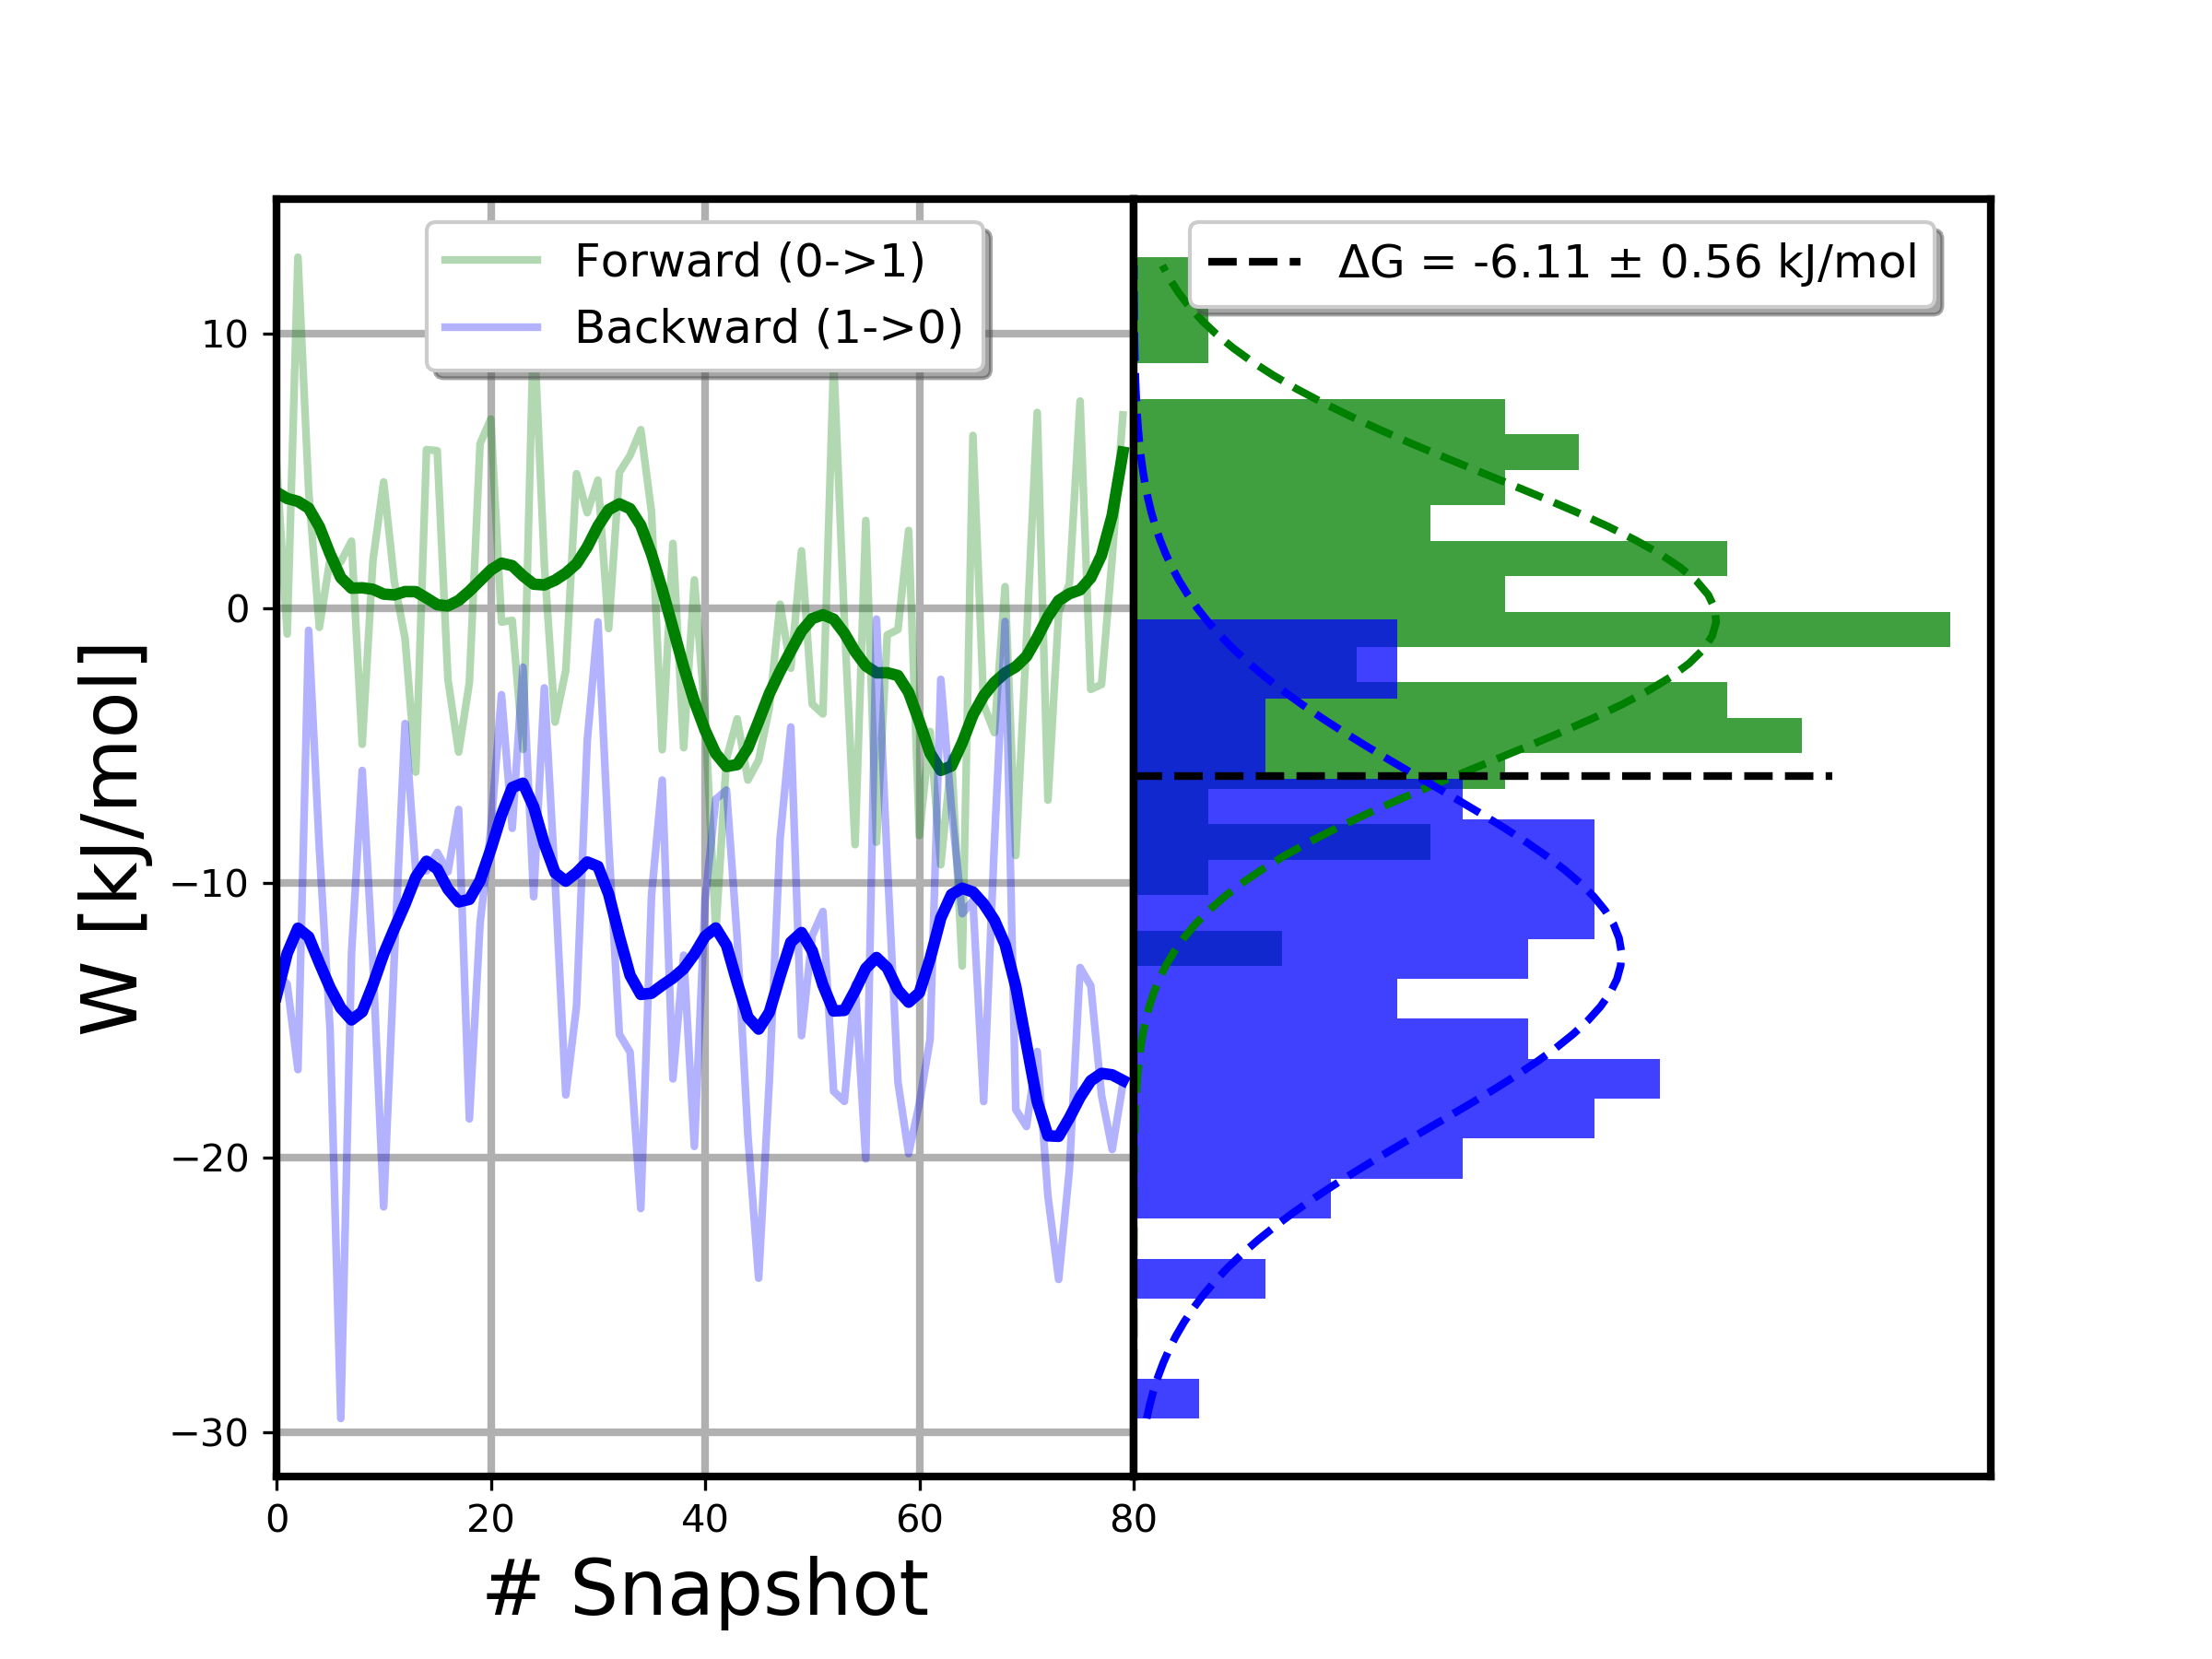 Forward (0->1)
Backward (1->0)
ΔG = -6.11 ± 0.56 kJ/mol
W [kJ/mol]
10
0
−10
−20
−30
0
20
40
60
80
# Snapshot